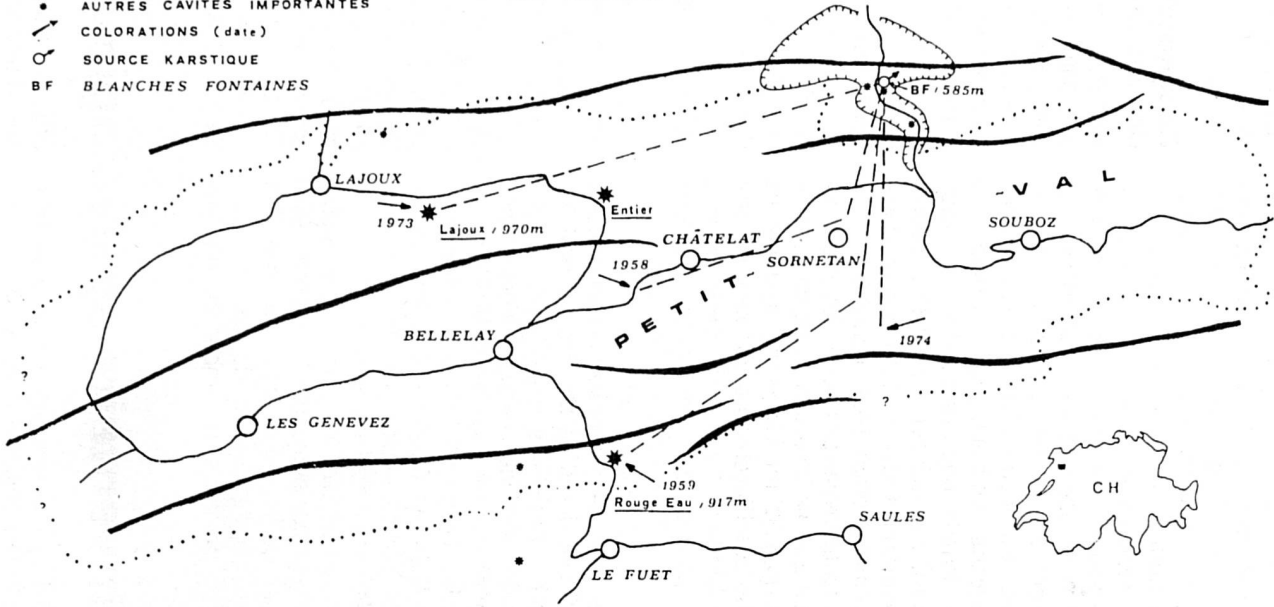 AUTRES CAVITES IMPORTANTES
COLORATIONS (date)
SOURCE KARSTIQUE
BF BLANCHES FONTAINES
BF / 585m
LAJOUX
1973
Lajoux / 970m
Entier
-VAL
SOUBOZ
CHÂTELAT
SORNETAN
1958
PETIT-
BELLELAY
1974
?
LES GENEVEZ
?
?
1959
Rouge Eau / 917m
CH
SAULES
LE FUET